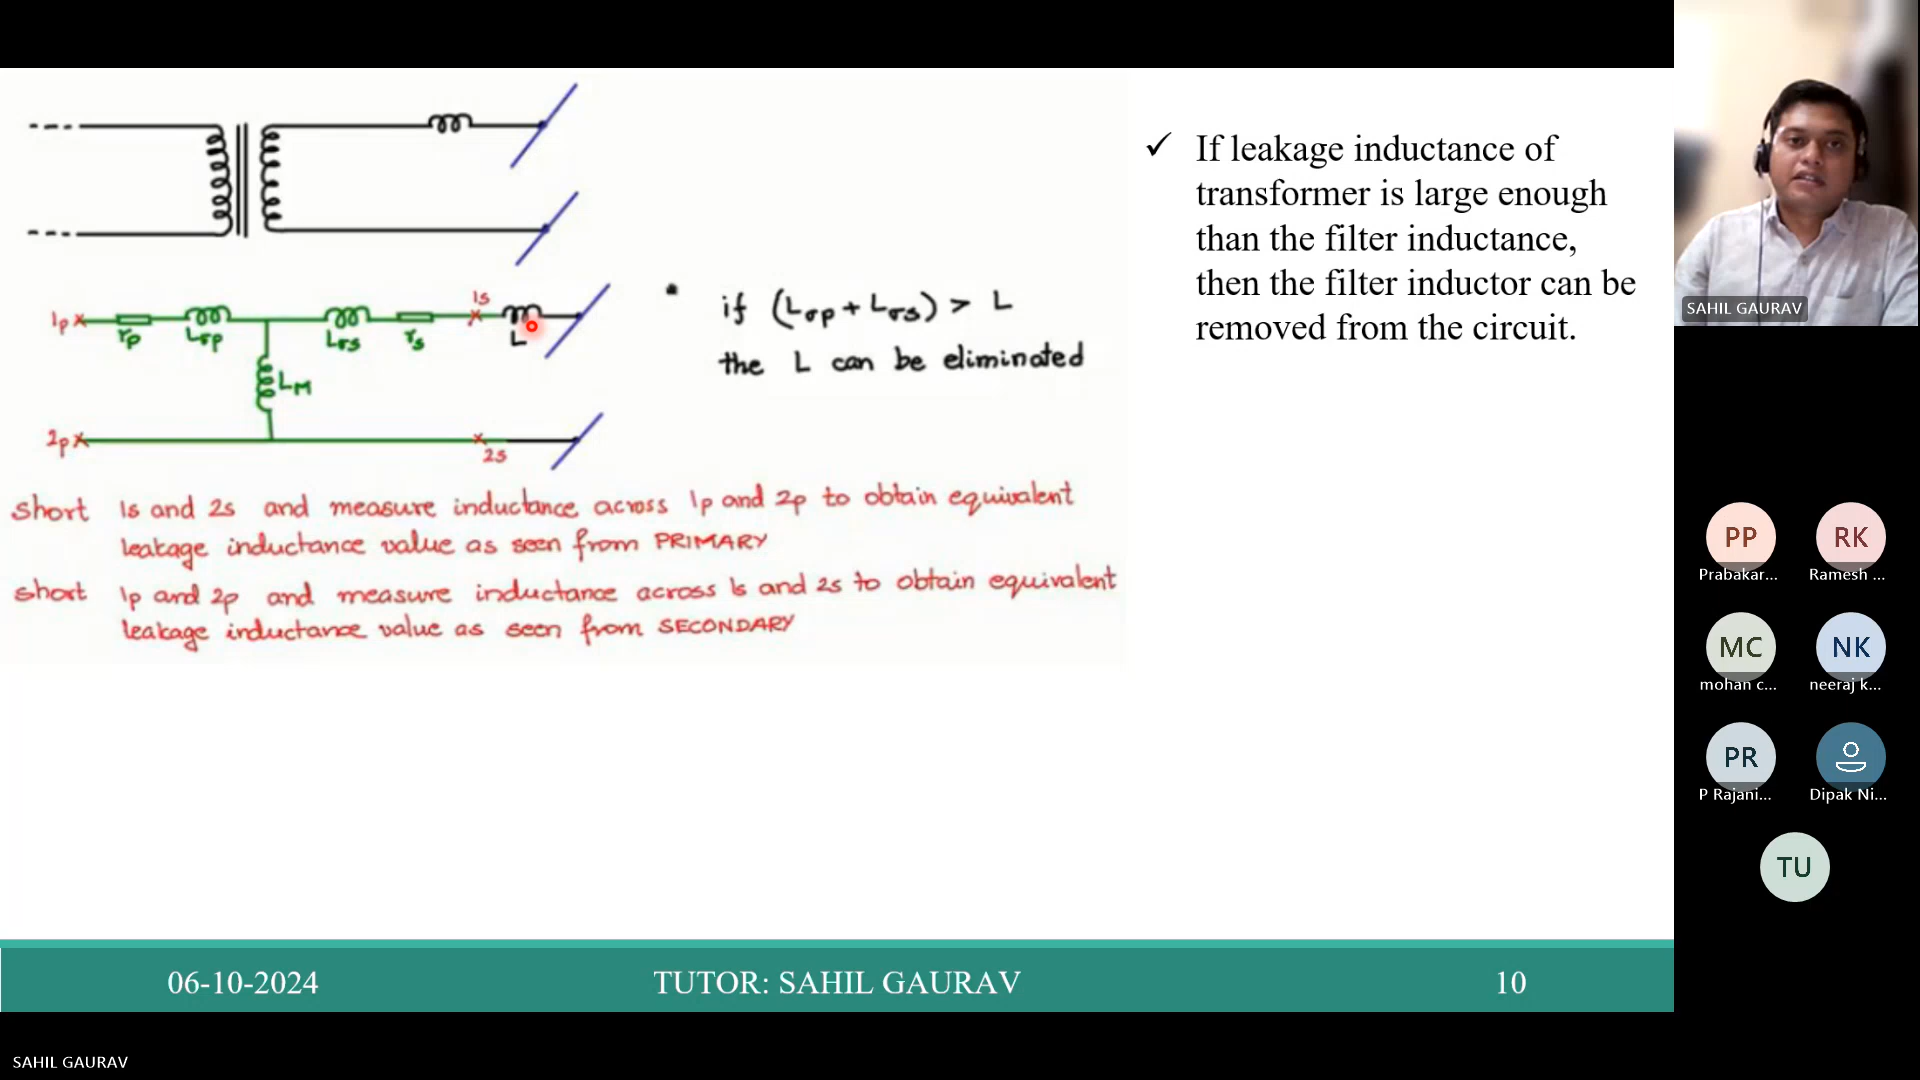 1p
rp
Lσp
Lσs
rs
1s
L
LM
2p
2s
if (Lσp + Lσs) > L
the L can be eliminated
short 1s and 2s and measure inductance across 1p and 2p to obtain equivalent
leakage inductance value as seen from PRIMARY
short 1p and 2p and measure inductance across 1s and 2s to obtain equivalent
leakage inductance value as seen from SECONDARY
✓ If leakage inductance of
transformer is large enough
than the filter inductance,
then the filter inductor can be
removed from the circuit.
06-10-2024 TUTOR: SAHIL GAURAV 10
SAHIL GAURAV
SAHIL GAURAV
PP RK
Prabakar... Ramesh ...
MC NK
mohan c... neeraj k...
PR
P Rajani... Dipak Ni...
TU